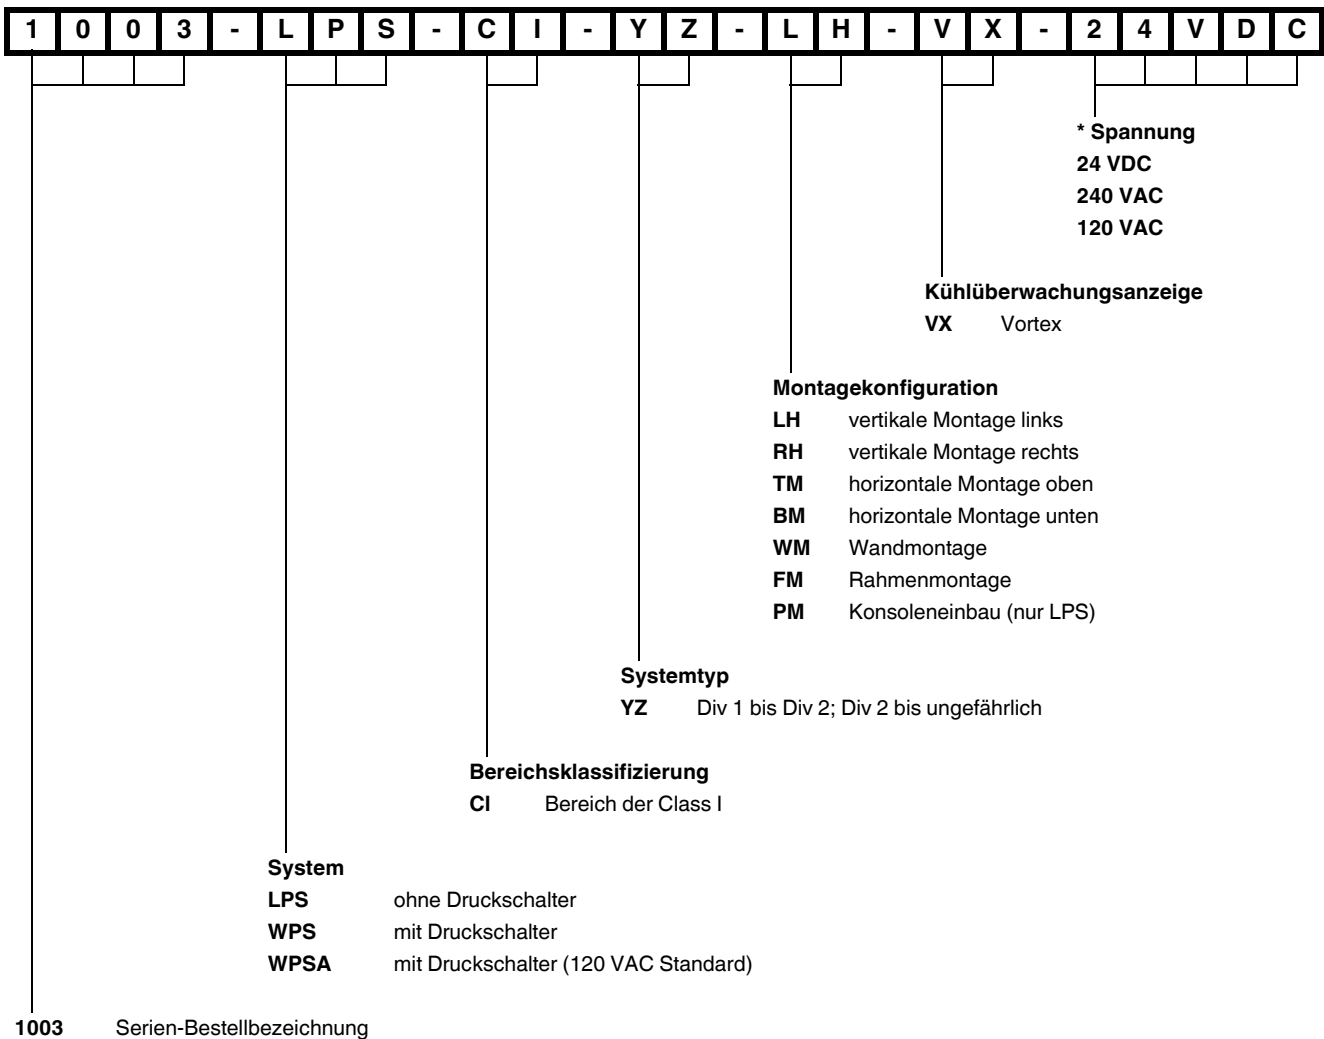 1 0 0 3 - L P S - C I - Y Z - L H - V X - 2 4 V D C
* Spannung
24 VDC
240 VAC
120 VAC
Kühlüberwachungsanzeige
VX Vortex
Montagekonfiguration
LH vertikale Montage links
RH vertikale Montage rechts
TM horizontale Montage oben
BM horizontale Montage unten
WM Wandmontage
FM Rahmenmontage
PM Konsoleneinbau (nur LPS)
Systemtyp
YZ Div 1 bis Div 2; Div 2 bis ungefährlich
Bereichsklassifizierung
CI Bereich der Class I
System
LPS ohne Druckschalter
WPS mit Druckschalter
WPSA mit Druckschalter (120 VAC Standard)
1003 Serien-Bestellbezeichnung